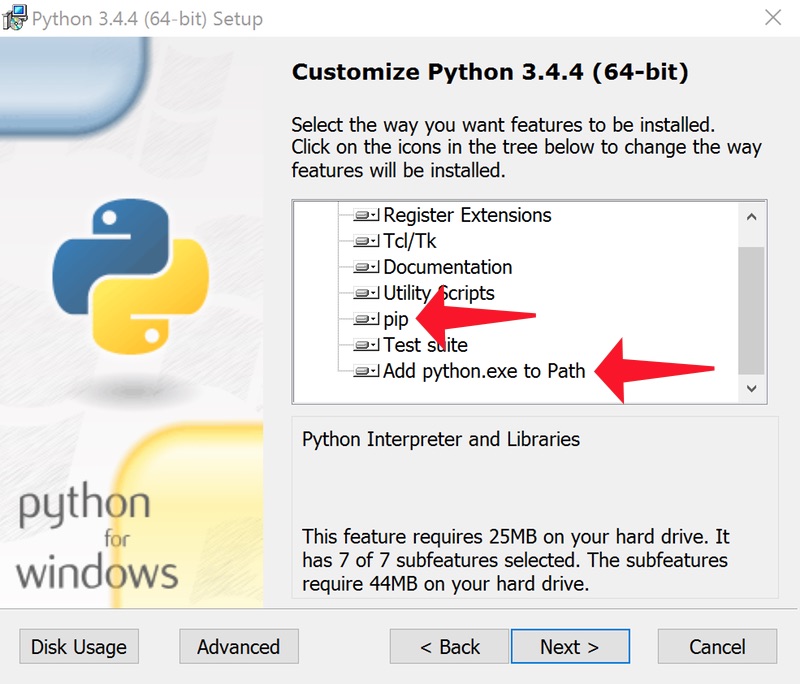 Python 3.4.4 (64-bit) Setup
Customize Python 3.4.4 (64-bit)
Select the way you want features to be installed.
Click on the icons in the tree below to change the way
features will be installed.
Register Extensions
Tcl/Tk
Documentation
Utility Scripts
pip
Test suite
Add python.exe to Path
Python Interpreter and Libraries
This feature requires 25MB on your hard drive. It
has 7 of 7 subfeatures selected. The subfeatures
require 44MB on your hard drive.
python
for
windows
Disk Usage
Advanced
< Back
Next >
Cancel